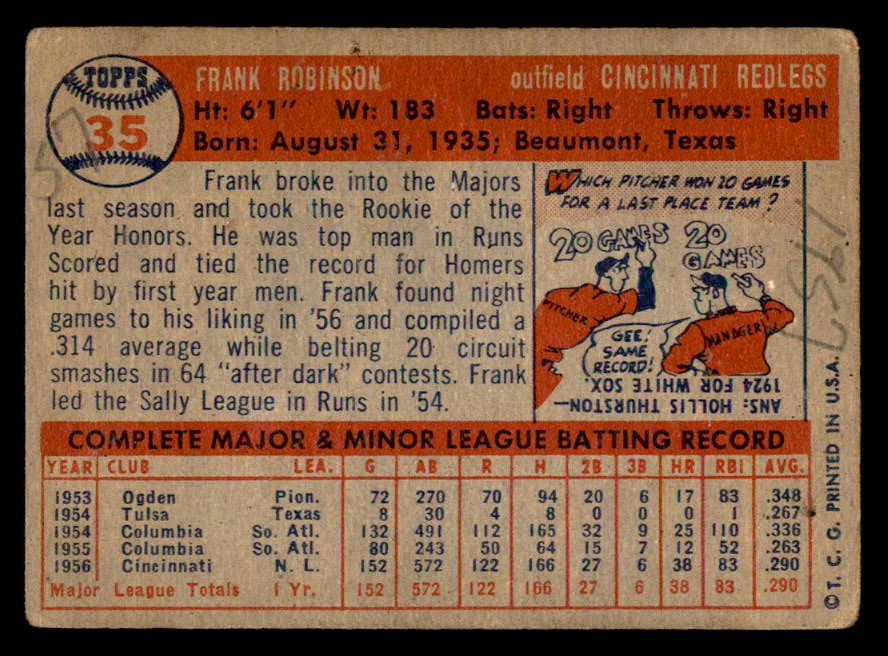 TOPPS
35
57
FRANK ROBINSON outfield CINCINNATI REDLEGS
Ht: 6'1" Wt: 183 Bats: Right Throws: Right
Born: August 31, 1935; Beaumont, Texas
Frank broke into the Majors
last season and took the Rookie of the
Year Honors. He was top man in Runs
Scored and tied the record for Homers
hit by first year men. Frank found night
games to his liking in '56 and compiled a
.314 average while belting 20 circuit
smashes in 64 "after dark" contests. Frank
led the Sally League in Runs in '54.
WHICH PITCHER WON 20 GAMES
FOR A LAST PLACE TEAM?
20 GAMES
20 GAMES
PITCHER
MANAGER
GEE!
SAME
RECORD!
ANS: HOLLIS THURSTON—
1924 FOR WHITE SOX.
1957
COMPLETE MAJOR & MINOR LEAGUE BATTING RECORD
YEAR CLUB LEA. G AB R H 2B 3B HR RBI AVG.
1953 Ogden Pion. 72 270 70 94 20 6 17 83 .348
1954 Tulsa Texas 8 30 4 8 0 0 0 1 .267
1954 Columbia So. Atl. 132 491 112 165 32 9 25 110 .336
1955 Columbia So. Atl. 80 243 50 64 15 7 12 52 .263
1956 Cincinnati N. L. 152 572 122 166 27 6 38 83 .290
Major League Totals 1 Yr. 152 572 122 166 27 6 38 83 .290
© T. C. G. PRINTED IN U.S.A.